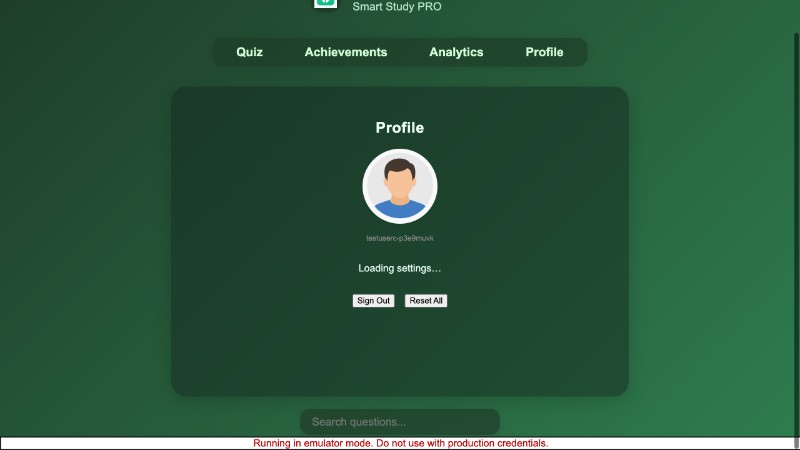 Smart Study PRO
Quiz Achievements Analytics Profile
Profile
testuserc-p3e9muvk
Loading settings...
Sign Out Reset All
Search questions...
Running in emulator mode. Do not use with production credentials.